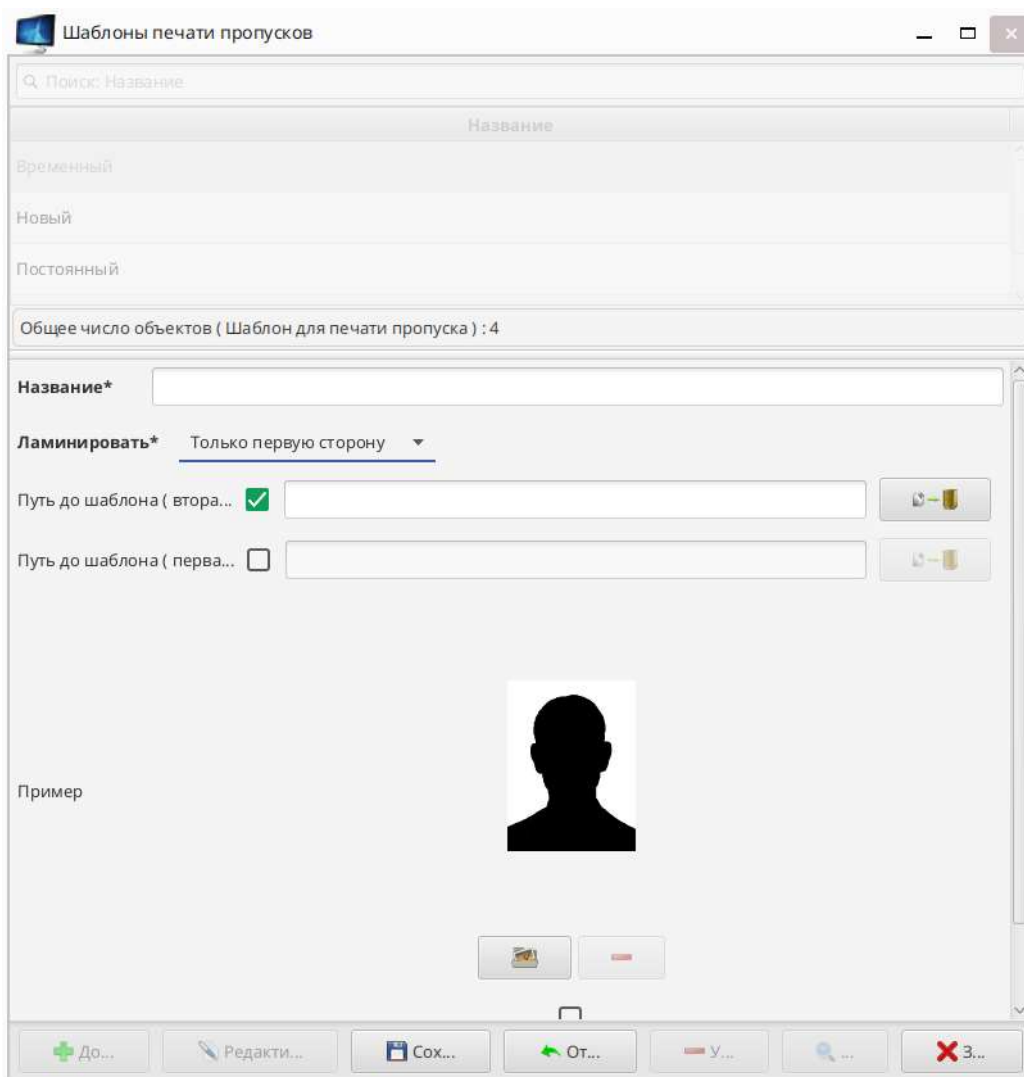 Шаблоны печати пропусков
Поиск: Название
Название
Временный
Новый
Постоянный
Общее число объектов ( Шаблон для печати пропуска ) : 4
Название*
Ламинировать* Только первую сторону
Путь до шаблона ( втора...
Путь до шаблона ( перва...
Пример
До... Редакти... Сох... От... У... ... З...